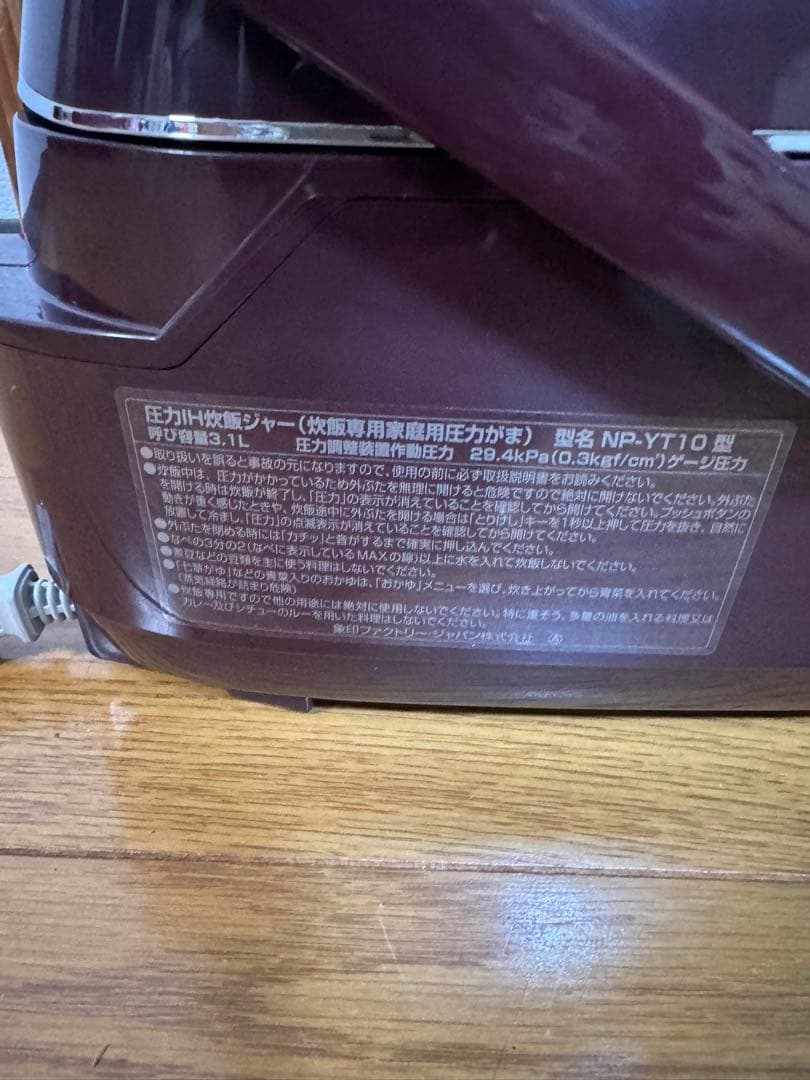 圧力IH炊飯ジャー(炊飯専用家庭用圧力がま) 型名 NP-YT10 型
呼び容量3.1L 圧力調整装置作動圧力 29.4kPa(0.3kgf/cm²)ゲージ圧力
●取り扱いを誤ると事故の元になりますので、使用の前に必ず取扱説明書をお読みください。
●炊飯中は、圧力がかかっているため外ぶたを無理に開けると危険ですので絶対に開けないでください。外ぶた
を開ける時は炊飯が終了し、「圧力」の表示が消えていることを確認してから開けてください。プッシュボタンの
動きが重く感じたときや、炊飯途中に外ぶたを開ける場合は「とりけし」キーを1秒以上押して圧力を抜き、自然に
放置して冷まし、「圧力」の点滅表示が消えていることを確認してから開けてください。
●外ぶたを閉める時には「カチッ」と音がするまで確実に押し込んでください。
●なべの3分の2(なべに表示しているMAXの線)以上に水を入れて炊飯しないでください。
●煮豆などの豆類を主に使う料理はしないでください。
●「七草がゆ」などの青菜入りのおかゆは、「おかゆ」メニューを選び、炊き上がってから青菜を入れてください。
(蒸気経路が詰まり危険)
●炊飯専用ですので他の用途には絶対に使用しないでください。特に重そう、多量の油を入れる料理又は
カレー及びシチューのルーを用いた料理はしないでください。
象印ファクトリー・ジャパン株式会社